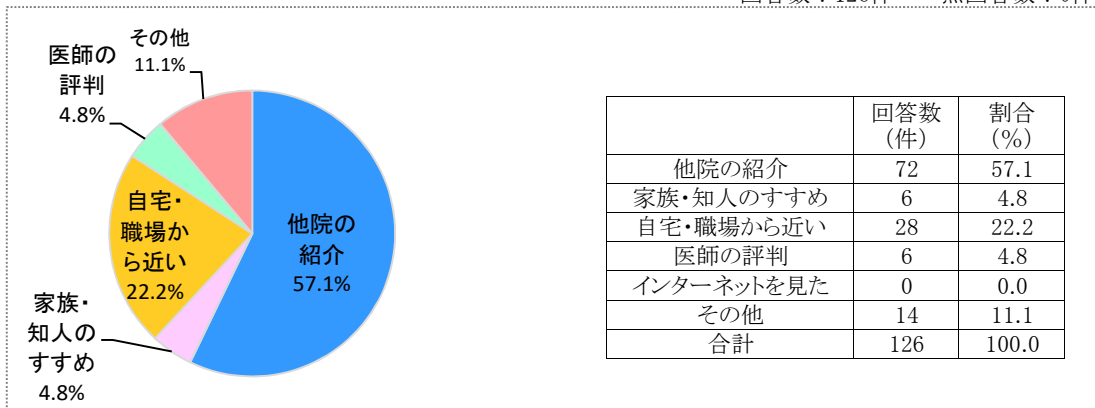 その他
11.1%
医師の
評判
4.8%
自宅・
職場か
ら近い
22.2%
他院の
紹介
57.1%
家族・
知人の
すすめ
4.8%
回答数 割合
(件) (%)
他院の紹介 72 57.1
家族・知人のすすめ 6 4.8
自宅・職場から近い 28 22.2
医師の評判 6 4.8
インターネットを見た 0 0.0
その他 14 11.1
合計 126 100.0